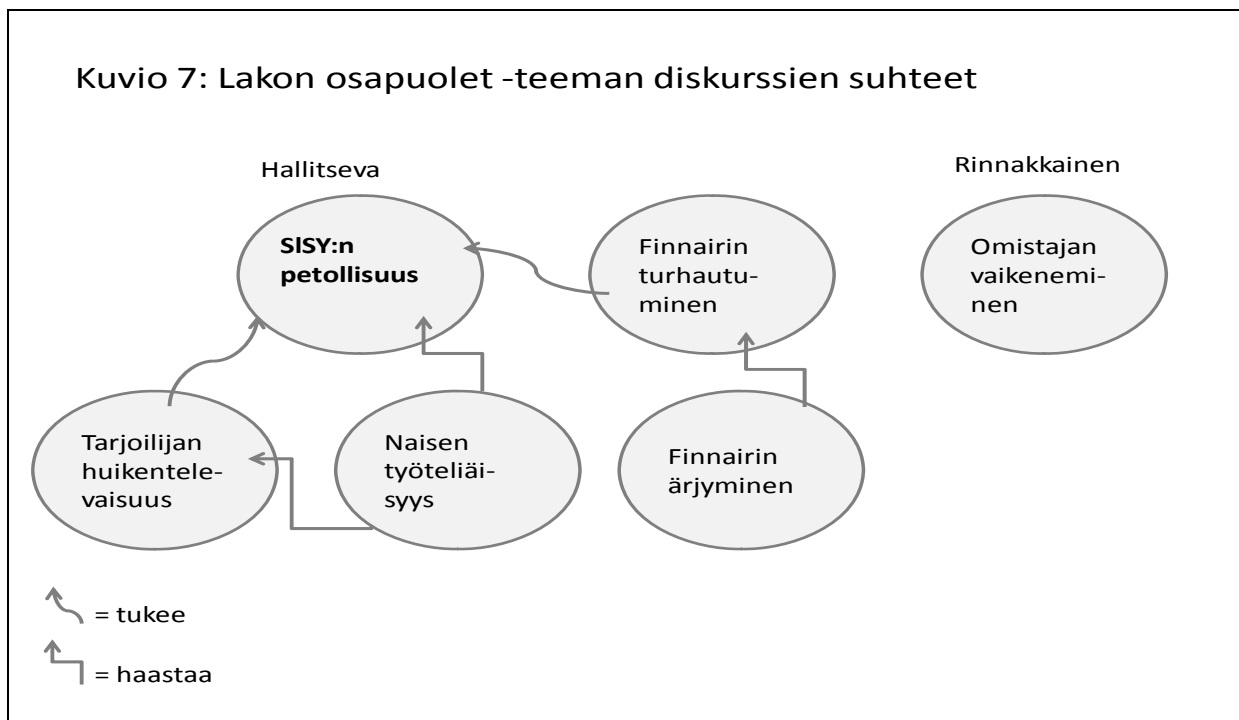 Kuvio 7: Lakon osapuolet -teeman diskurssien suhteet
Hallitseva
Rinnakkainen
SISY:n
petollisuus
Finnairin
turhautu-
minen
Omistajan
vaikenemi-
nen
Tarjoilijan
huikentele-
vaisuus
Naisen
työteliäi-
syys
Finnairin
ärjyminen
= tukee
= haastaa